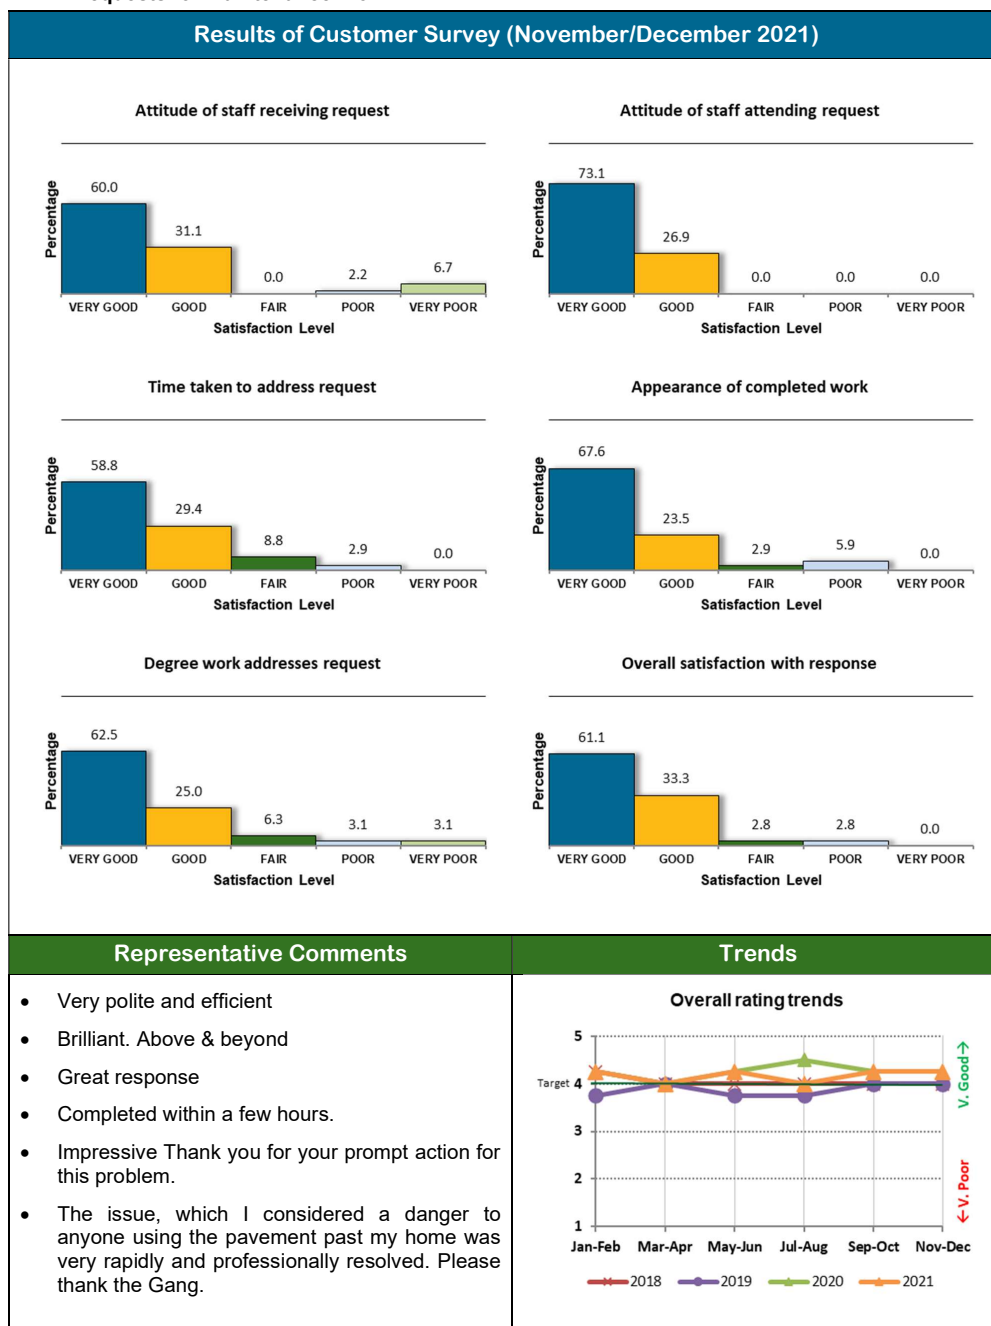 Results of Customer Survey (November/December 2021)
Attitude of staff receiving request
Percentage
60.0
31.1
0.0
2.2
6.7
VERY GOOD GOOD FAIR POOR VERY POOR
Satisfaction Level
Attitude of staff attending request
Percentage
73.1
26.9
0.0
0.0
0.0
VERY GOOD GOOD FAIR POOR VERY POOR
Satisfaction Level
Time taken to address request
Percentage
58.8
29.4
8.8
2.9
0.0
VERY GOOD GOOD FAIR POOR VERY POOR
Satisfaction Level
Appearance of completed work
Percentage
67.6
23.5
2.9
5.9
0.0
VERY GOOD GOOD FAIR POOR VERY POOR
Satisfaction Level
Degree work addresses request
Percentage
62.5
25.0
6.3
3.1
3.1
VERY GOOD GOOD FAIR POOR VERY POOR
Satisfaction Level
Overall satisfaction with response
Percentage
61.1
33.3
2.8
2.8
0.0
VERY GOOD GOOD FAIR POOR VERY POOR
Satisfaction Level
Representative Comments
• Very polite and efficient
• Brilliant. Above & beyond
• Great response
• Completed within a few hours.
• Impressive Thank you for your prompt action for
this problem.
• The issue, which I considered a danger to
anyone using the pavement past my home was
very rapidly and professionally resolved. Please
thank the Gang.
Trends
Overall rating trends
5
Target 4
3
2
1
V. Good→
←V. Poor
Jan-Feb Mar-Apr May-Jun Jul-Aug Sep-Oct Nov-Dec
2018 2019 2020 2021